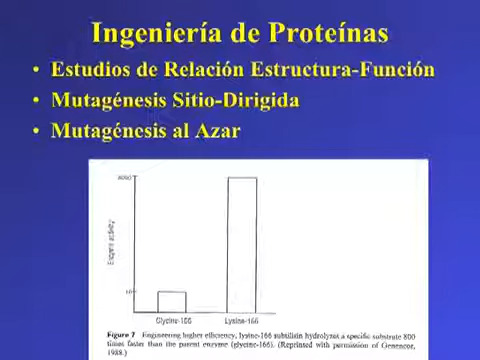 Ingeniería de Proteínas
• Estudios de Relación Estructura-Función
• Mutagénesis Sitio-Dirigida
• Mutagénesis al Azar
Enzyme activity
Glycine-166 Lysine-166
Figure 7 Engineering higher efficiency, lysine-166 subtilisin hydrolyzes a specific substrate 800
times faster than the parent enzyme (glycine-166). (Reprinted with permission of Genencor,
1988.)